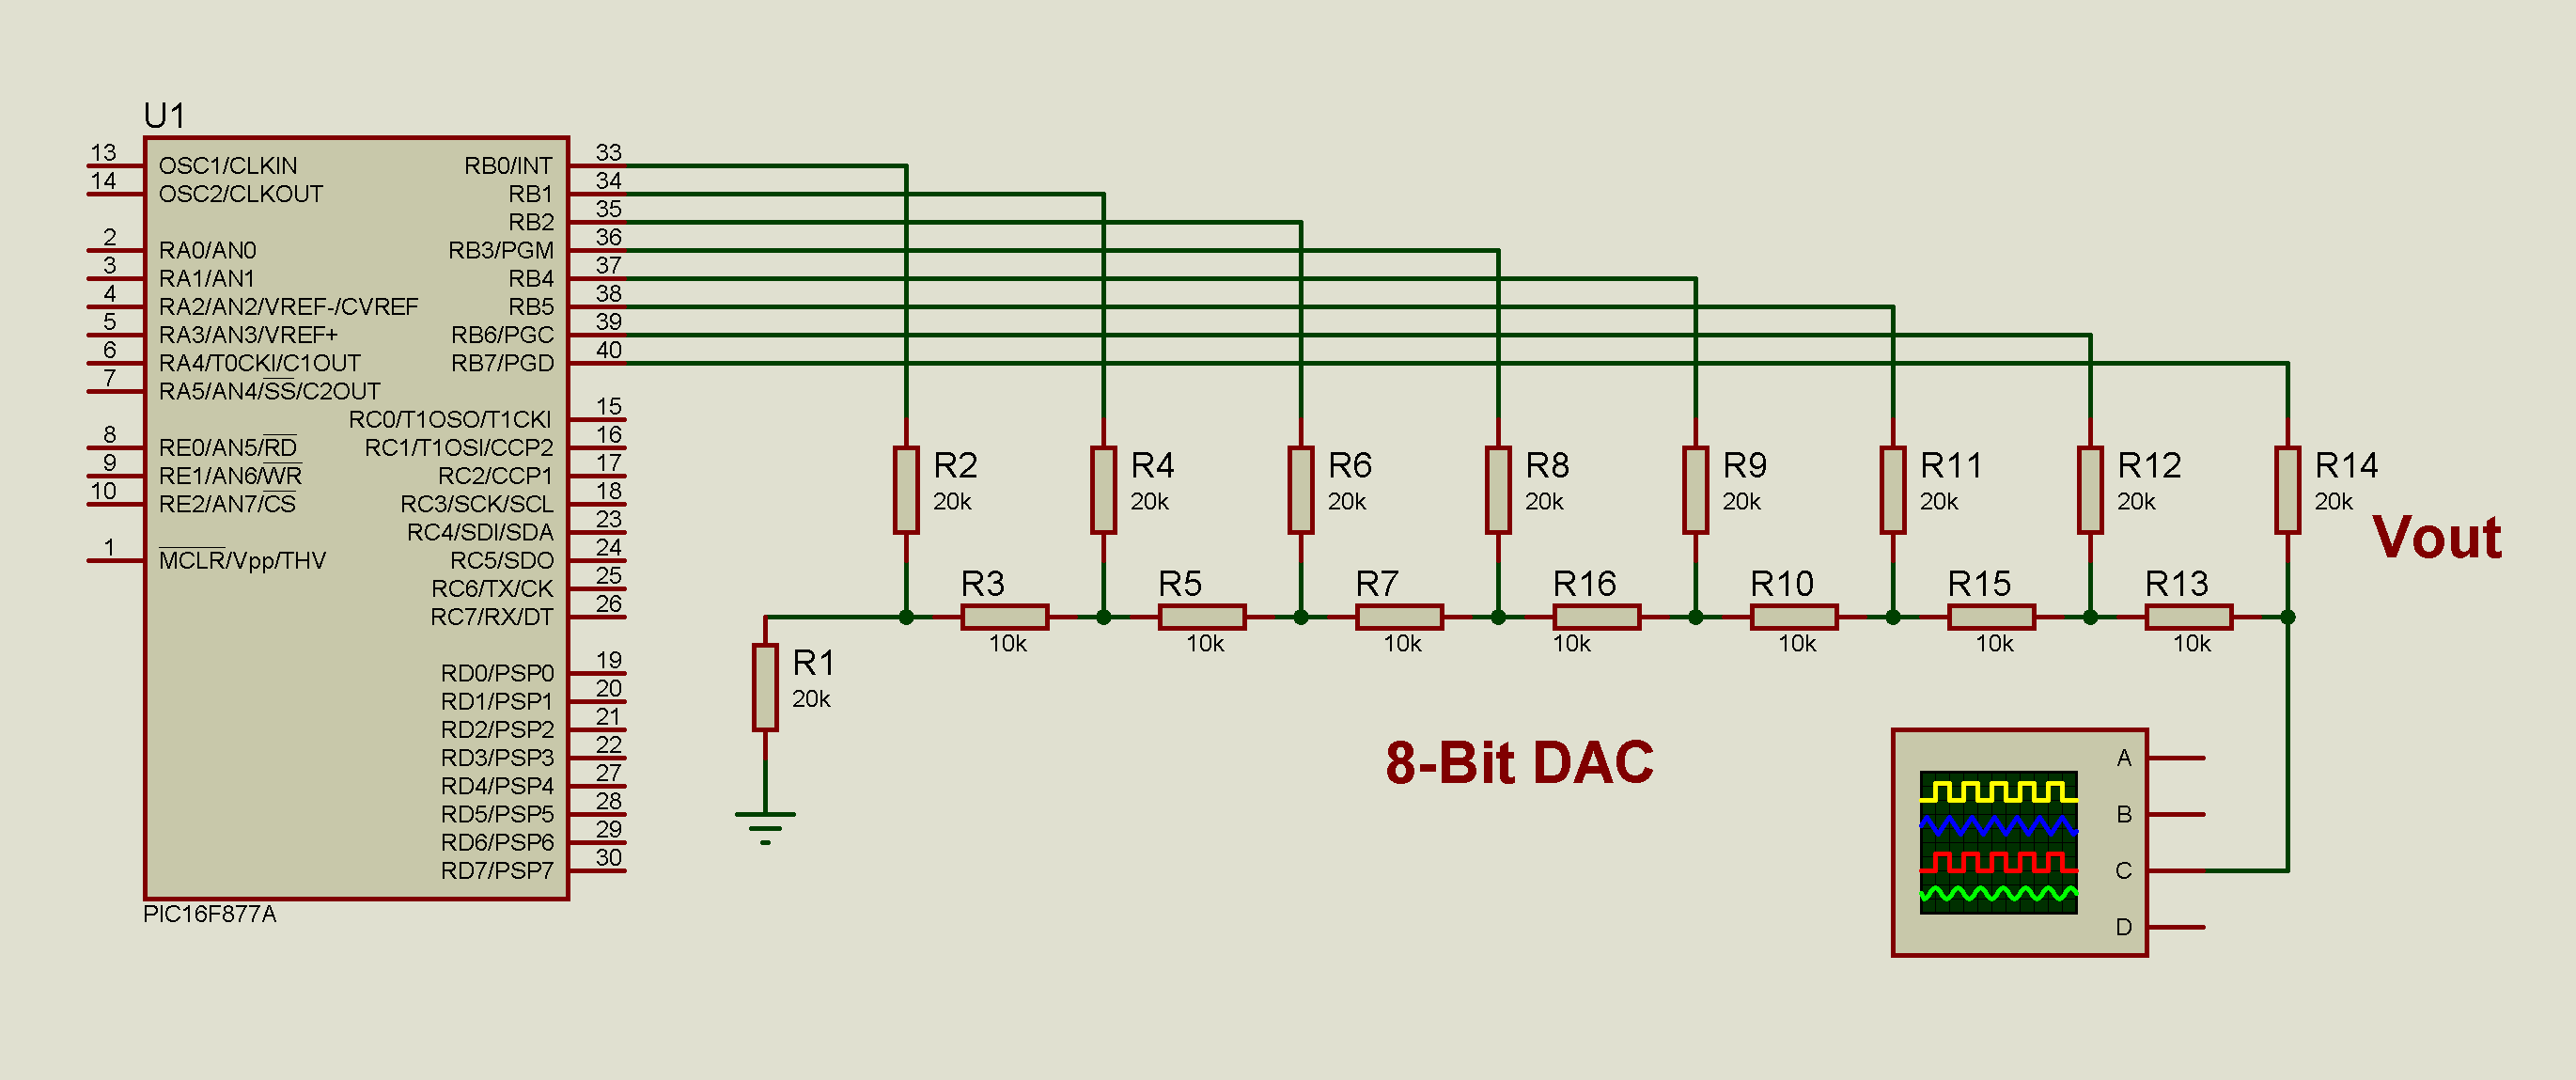 U1
13 OSC1/CLKIN RB0/INT 33
14 OSC2/CLKOUT RB1 34
RB2 35
2 RA0/AN0 RB3/PGM 36
3 RA1/AN1 RB4 37
4 RA2/AN2/VREF-/CVREF RB5 38
5 RA3/AN3/VREF+ RB6/PGC 39
6 RA4/T0CKI/C1OUT RB7/PGD 40
7 RA5/AN4/SS/C2OUT
RC0/T1OSO/T1CKI 15
8 RE0/AN5/RD RC1/T1OSI/CCP2 16
9 RE1/AN6/WR RC2/CCP1 17
10 RE2/AN7/CS RC3/SCK/SCL 18
RC4/SDI/SDA 23
1 MCLR/Vpp/THV RC5/SDO 24
RC6/TX/CK 25
RC7/RX/DT 26
RD0/PSP0 19
RD1/PSP1 20
RD2/PSP2 21
RD3/PSP3 22
RD4/PSP4 27
RD5/PSP5 28
RD6/PSP6 29
RD7/PSP7 30
PIC16F877A
R2 R4 R6 R8 R9 R11 R12 R14
20k 20k 20k 20k 20k 20k 20k 20k
Vout
R3 R5 R7 R16 R10 R15 R13
10k 10k 10k 10k 10k 10k 10k
R1
20k
8-Bit DAC
A
B
C
D